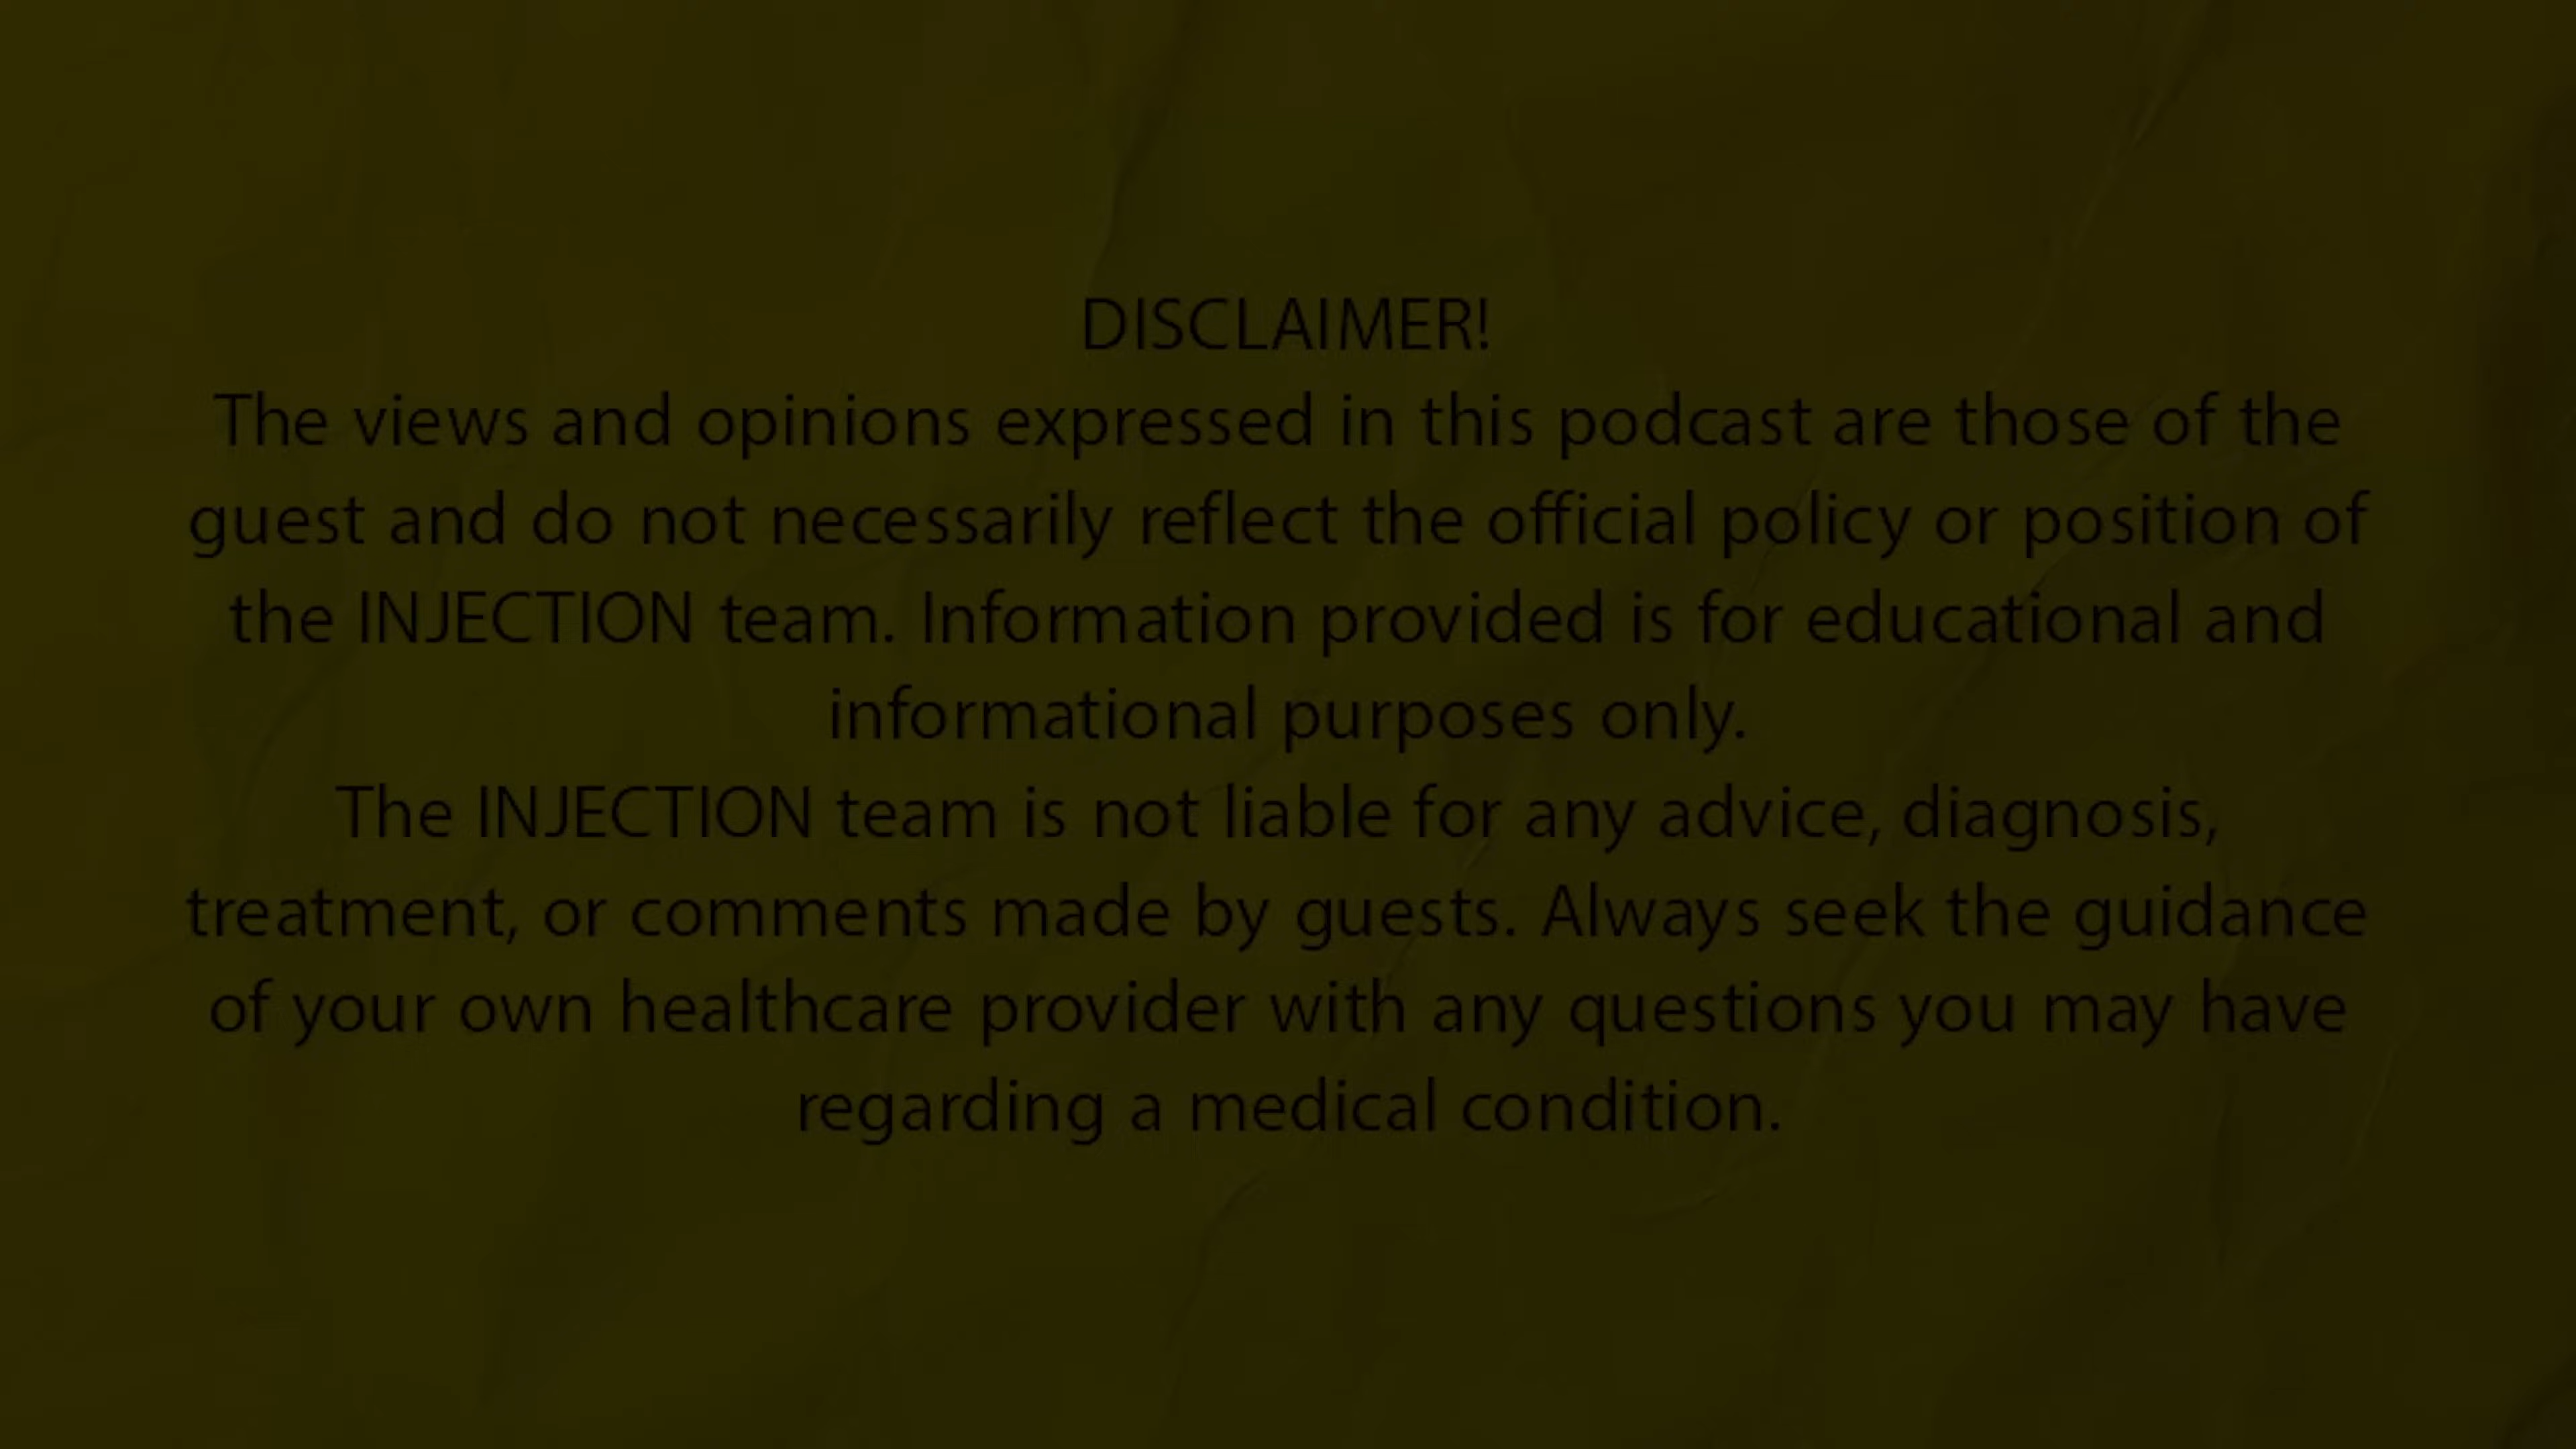 DISCLAIMER!
The views and opinions expressed in this podcast are those of the
guest and do not necessarily reflect the official policy or position of
the INJECTION team. Information provided is for educational and
informational purposes only.
The INJECTION team is not liable for any advice, diagnosis,
treatment, or comments made by guests. Always seek the guidance
of your own healthcare provider with any questions you may have
regarding a medical condition.